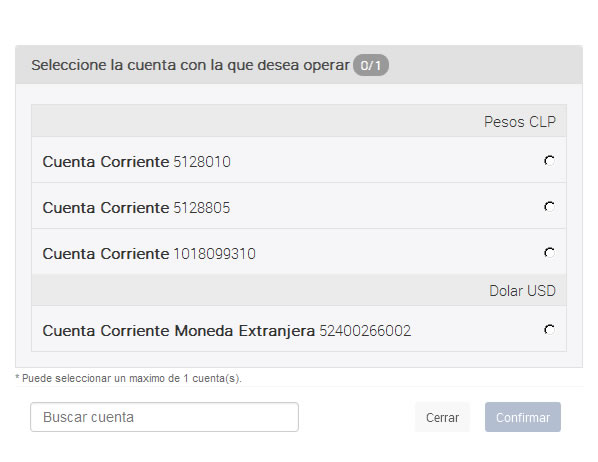 Seleccione la cuenta con la que desea operar 0/1
Pesos CLP
Cuenta Corriente 5128010
Cuenta Corriente 5128805
Cuenta Corriente 1018099310
Dolar USD
Cuenta Corriente Moneda Extranjera 52400266002
* Puede seleccionar un maximo de 1 cuenta(s).
Buscar cuenta
Cerrar
Confirmar